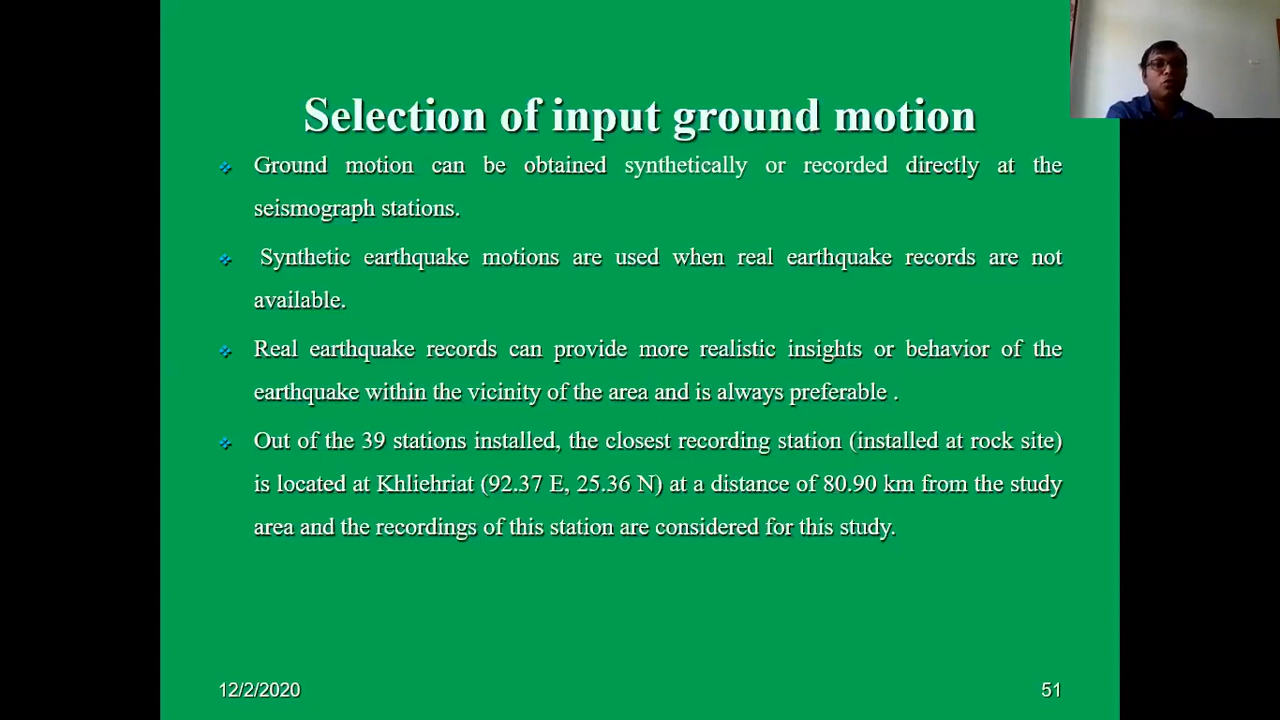 Selection of input ground motion
Ground motion can be obtained synthetically or recorded directly at the
seismograph stations.
Synthetic earthquake motions are used when real earthquake records are not
available.
Real earthquake records can provide more realistic insights or behavior of the
earthquake within the vicinity of the area and is always preferable .
Out of the 39 stations installed, the closest recording station (installed at rock site)
is located at Khliehriat (92.37 E, 25.36 N) at a distance of 80.90 km from the study
area and the recordings of this station are considered for this study.
12/2/2020
51